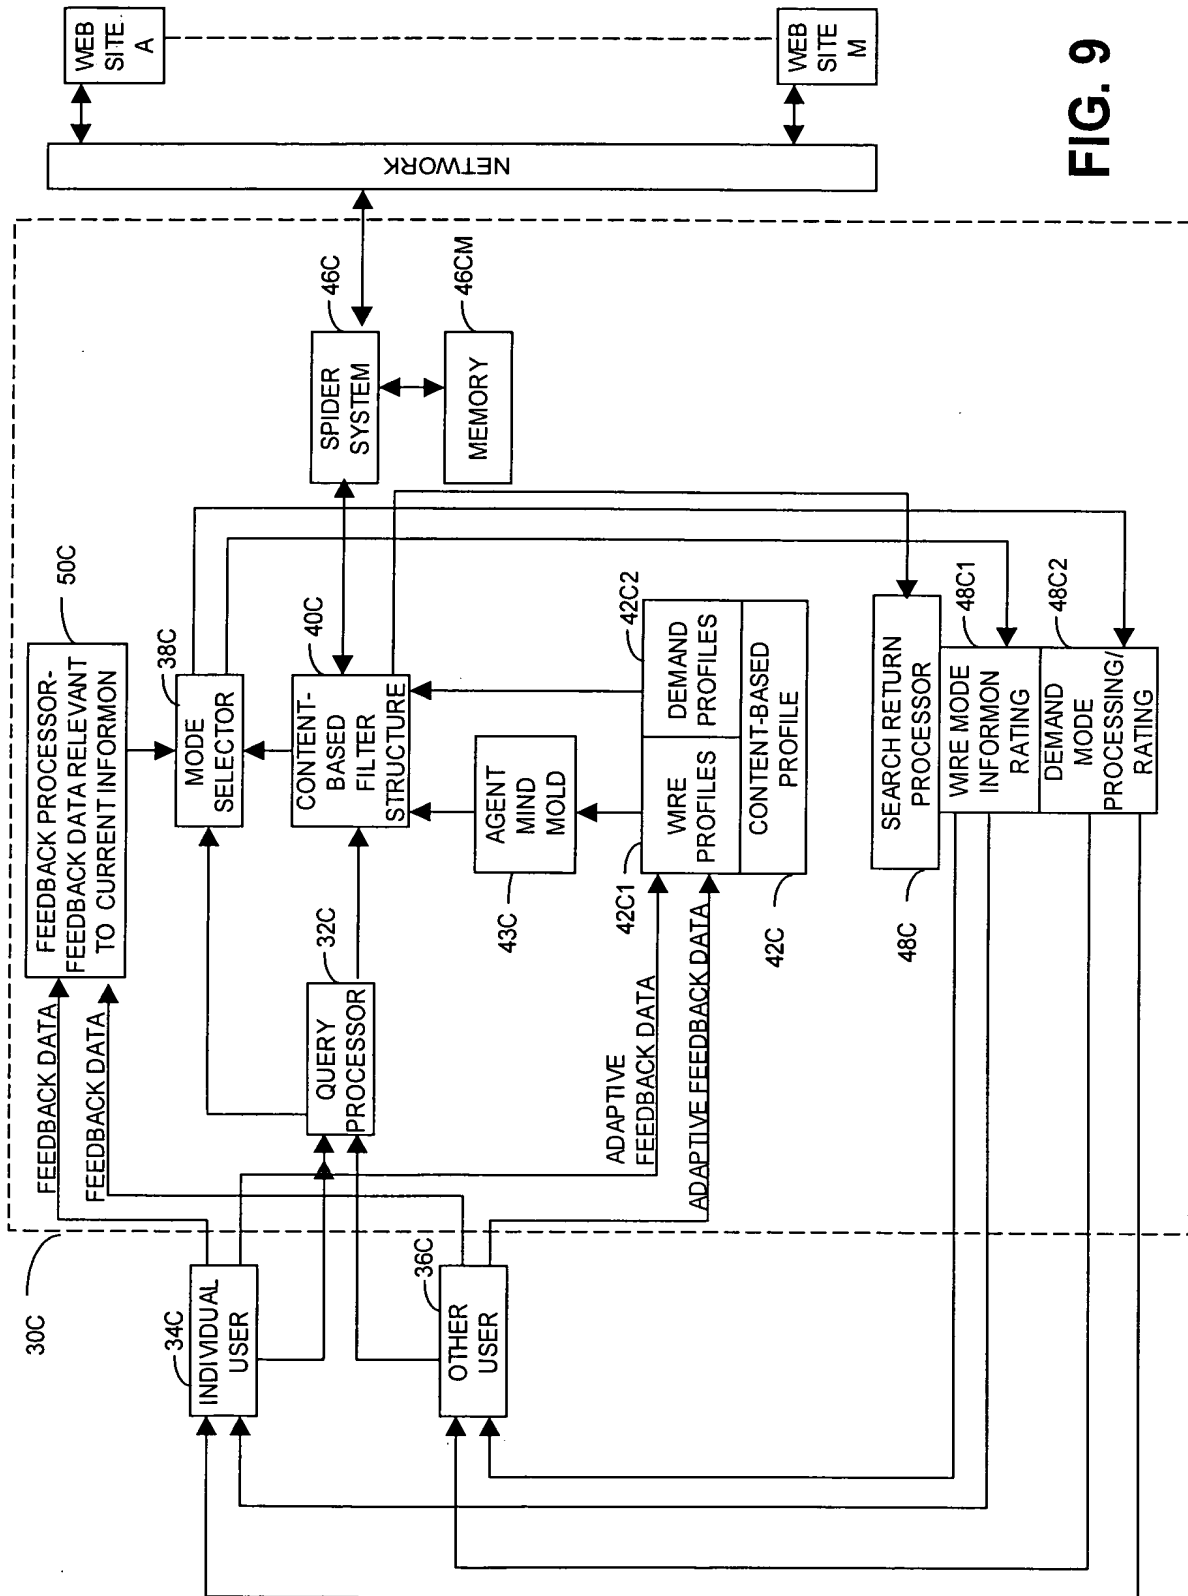 30C
34C
INDIVIDUAL
USER
36C
OTHER
USER
FEEDBACK DATA
FEEDBACK DATA
50C
FEEDBACK PROCESSOR-
FEEDBACK DATA RELEVANT
TO CURRENT INFORMON
38C
MODE
SELECTOR
32C
QUERY
PROCESSOR
40C
CONTENT-
BASED
FILTER
STRUCTURE
43C
AGENT
MIND
MOLD
ADAPTIVE
FEEDBACK DATA
ADAPTIVE FEEDBACK DATA
42C1
WIRE
PROFILES
42C2
DEMAND
PROFILES
42C
CONTENT-BASED
PROFILE
46C
SPIDER
SYSTEM
46CM
MEMORY
48C
SEARCH RETURN
PROCESSOR
48C1
WIRE MODE
INFORMON
RATING
48C2
DEMAND
MODE
PROCESSING/
RATING
NETWORK
WEB
SITE
A
WEB
SITE
M
FIG. 9